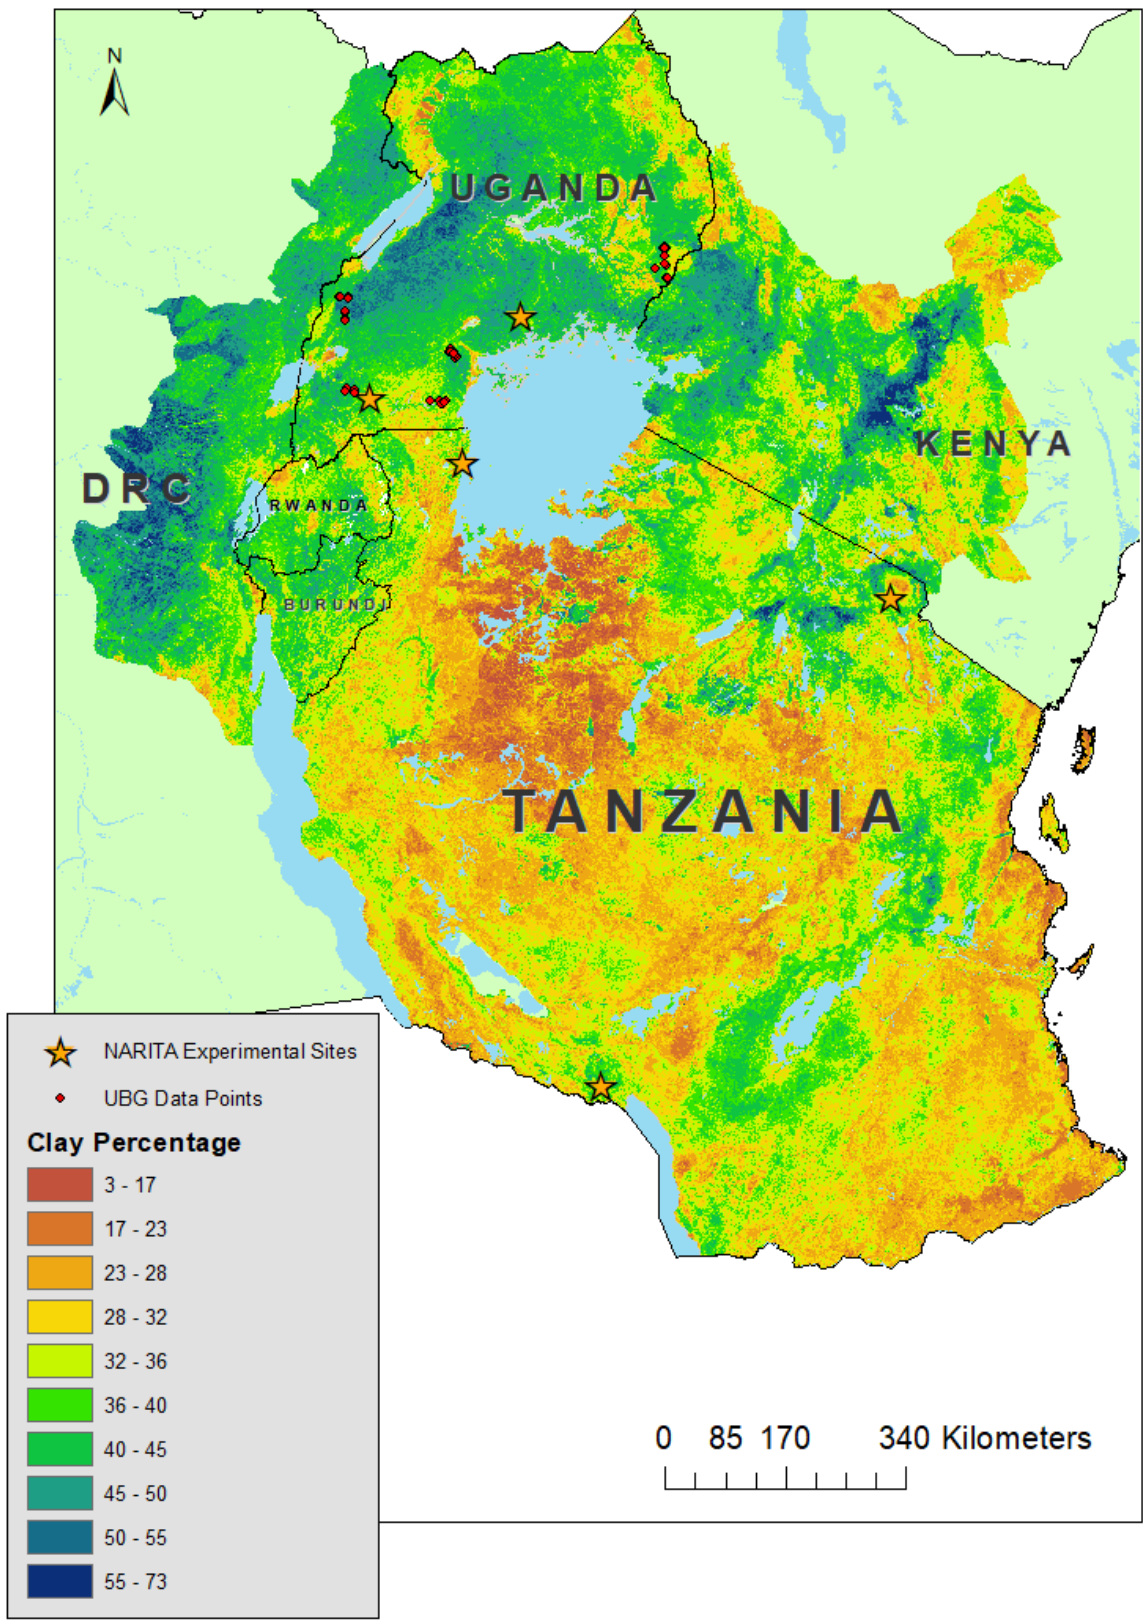 N
UGANDA
KENYA
DRC
RWANDA
BURUNDI
TANZANIA
NARITA Experimental Sites
UBG Data Points
Clay Percentage
3 - 17
17 - 23
23 - 28
28 - 32
32 - 36
36 - 40
40 - 45
45 - 50
50 - 55
55 - 73
0 85 170 340 Kilometers